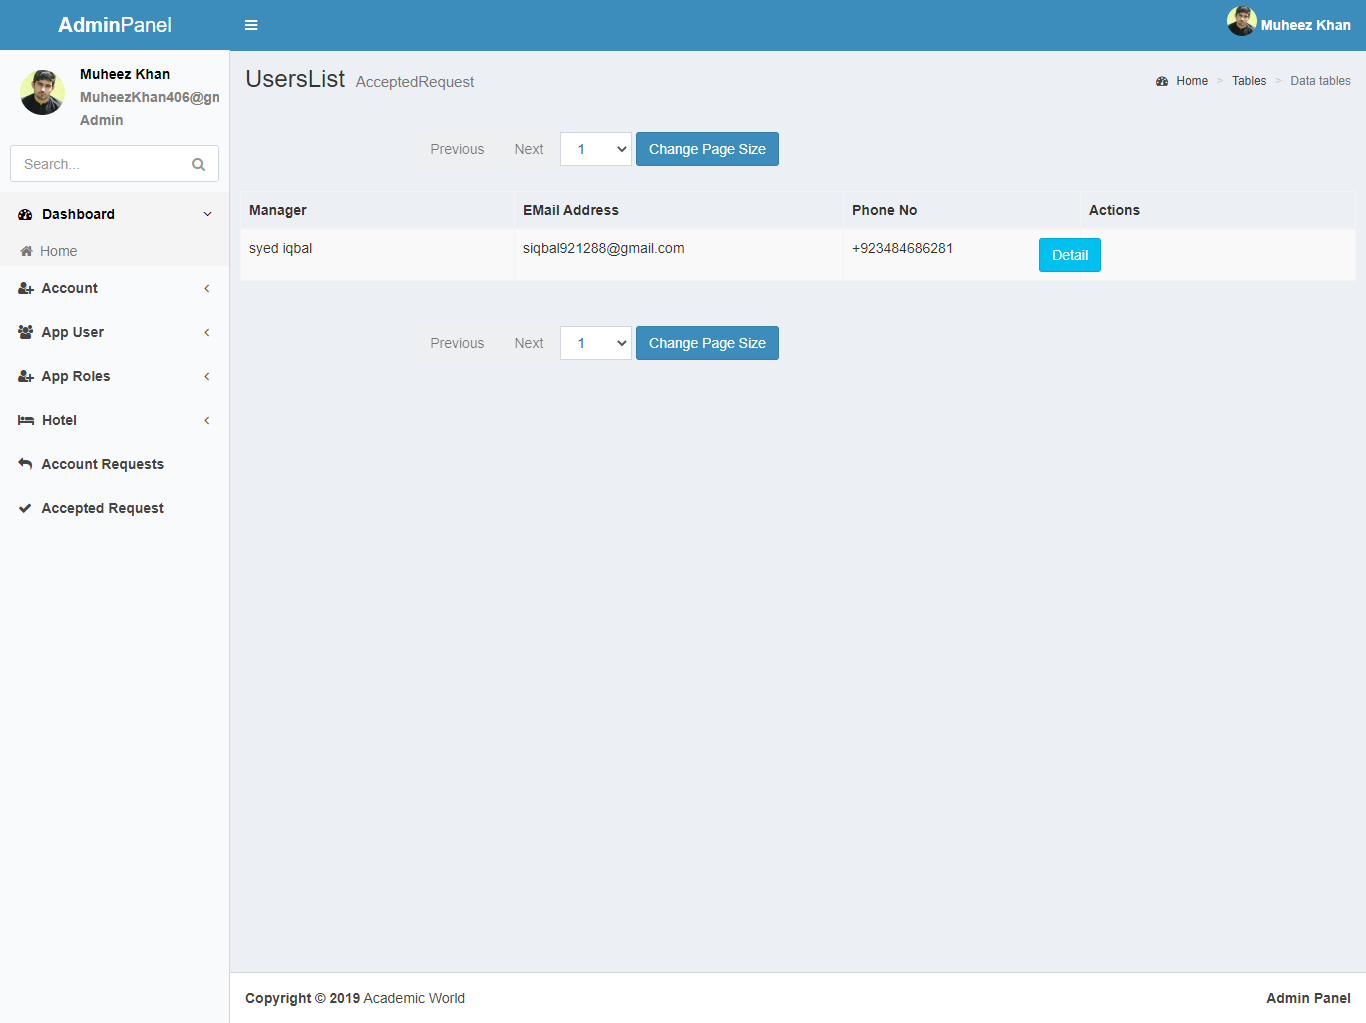 AdminPanel
Muheez Khan
Muheez Khan
MuheezKhan406@gm
Admin
Search...
Dashboard
Home
Account
App User
App Roles
Hotel
Account Requests
Accepted Request
UsersList AcceptedRequest
Home > Tables > Data tables
Previous Next 1 Change Page Size
Manager EMail Address Phone No Actions
syed iqbal siqbal921288@gmail.com +923484686281 Detail
Previous Next 1 Change Page Size
Copyright © 2019 Academic World
Admin Panel